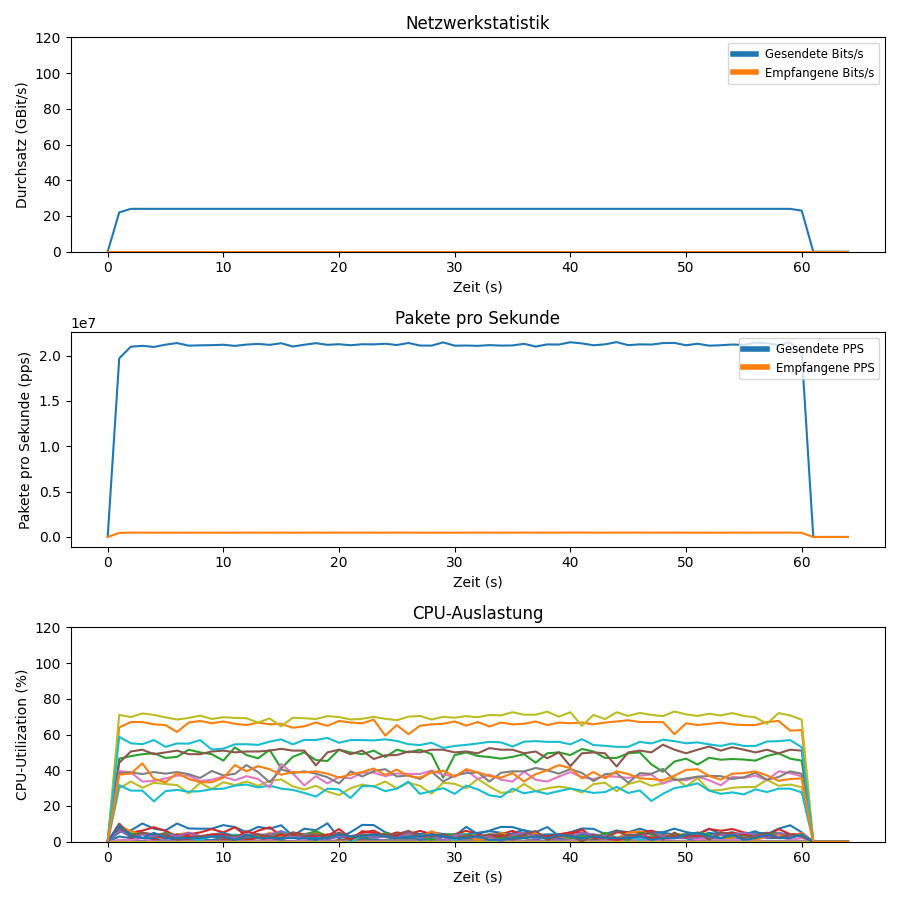 Netzwerkstatistik
120
100
80
60
40
20
0
Durchsatz (GBit/s)
Gesendete Bits/s
Empfangene Bits/s
0 10 20 30 40 50 60
Zeit (s)
Pakete pro Sekunde
1e7
2.0
1.5
1.0
0.5
0.0
Pakete pro Sekunde (pps)
Gesendete PPS
Empfangene PPS
0 10 20 30 40 50 60
Zeit (s)
CPU-Auslastung
120
100
80
60
40
20
0
CPU-Utilization (%)
0 10 20 30 40 50 60
Zeit (s)